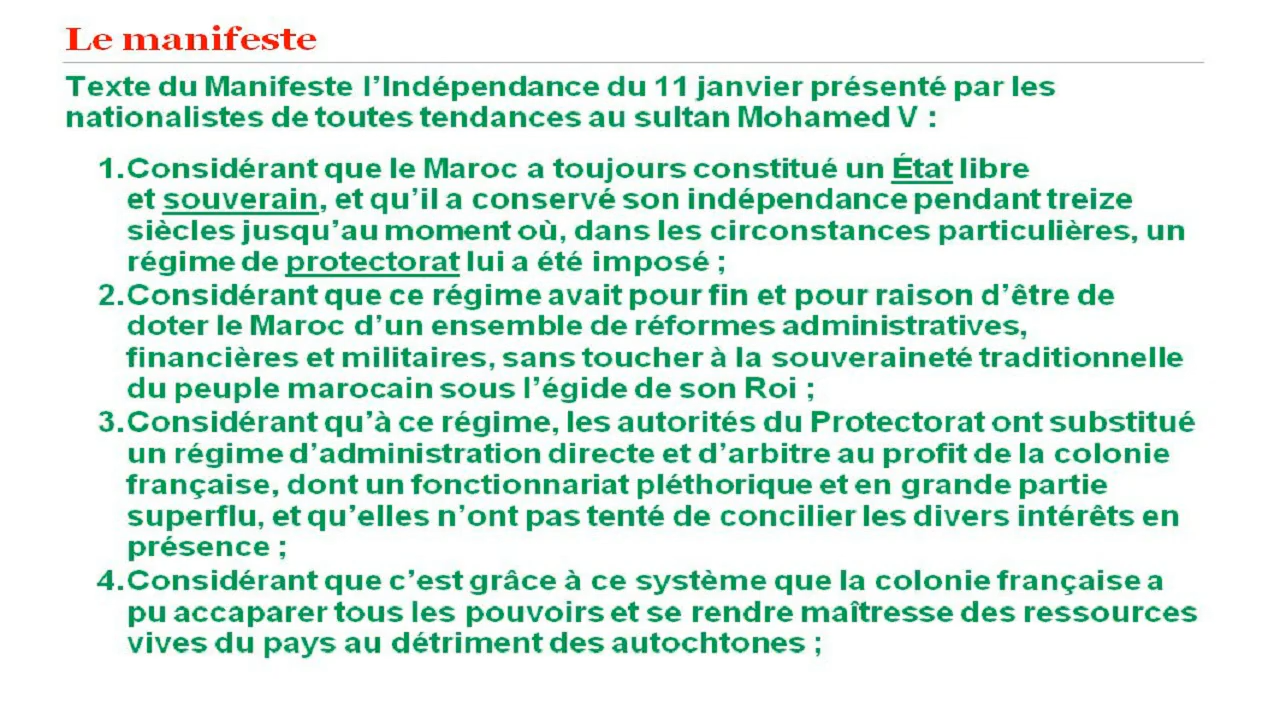 Le manifeste
Texte du Manifeste l’Indépendance du 11 janvier présenté par les
nationalistes de toutes tendances au sultan Mohamed V :
1.Considérant que le Maroc a toujours constitué un État libre
et souverain, et qu’il a conservé son indépendance pendant treize
siècles jusqu’au moment où, dans les circonstances particulières, un
régime de protectorat lui a été imposé ;
2.Considérant que ce régime avait pour fin et pour raison d’être de
doter le Maroc d’un ensemble de réformes administratives,
financières et militaires, sans toucher à la souveraineté traditionnelle
du peuple marocain sous l’égide de son Roi ;
3.Considérant qu’à ce régime, les autorités du Protectorat ont substitué
un régime d’administration directe et d’arbitre au profit de la colonie
française, dont un fonctionnariat pléthorique et en grande partie
superflu, et qu’elles n’ont pas tenté de concilier les divers intérêts en
présence ;
4.Considérant que c’est grâce à ce système que la colonie française a
pu accaparer tous les pouvoirs et se rendre maîtresse des ressources
vives du pays au détriment des autochtones ;